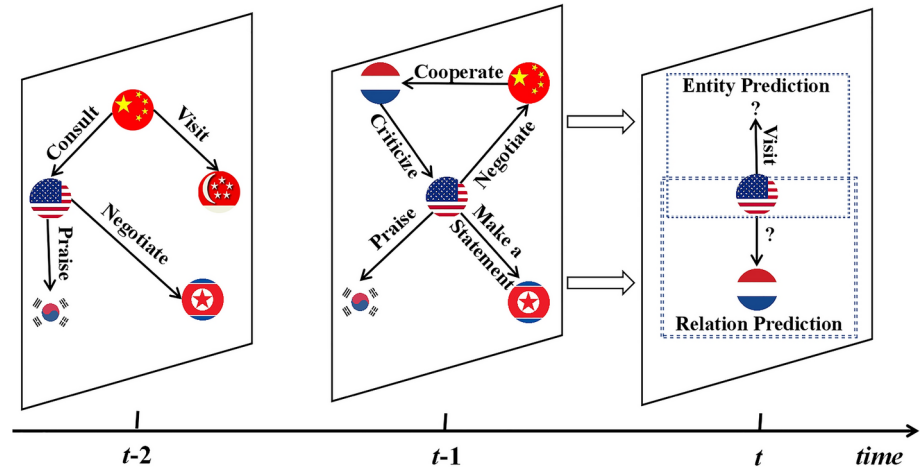 Consult
Visit
Negotiate
Praise
Cooperate
Criticize
Negotiate
Praise
Make a
Statement
Entity Prediction
?
Visit
?
Relation Prediction
t-2
t-1
t
time